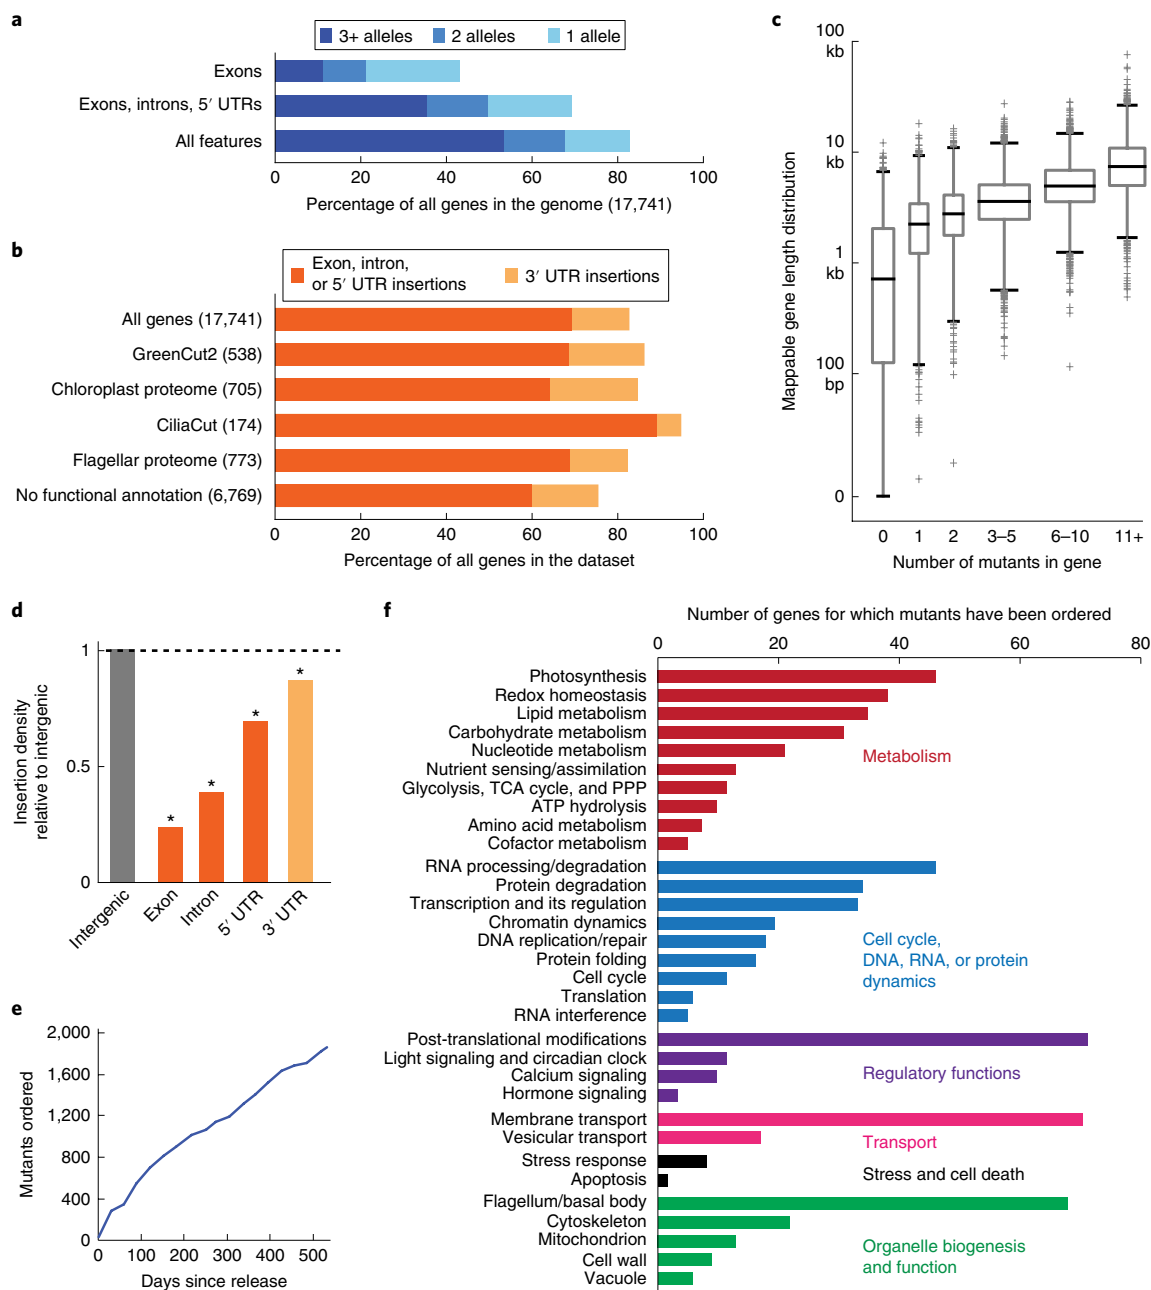 a
3+ alleles
2 alleles
1 allele
Exons
Exons, introns, 5′ UTRs
All features
0 20 40 60 80 100
Percentage of all genes in the genome (17,741)
b
Exon, intron,
or 5′ UTR insertions
3′ UTR insertions
All genes (17,741)
GreenCut2 (538)
Chloroplast proteome (705)
CiliaCut (174)
Flagellar proteome (773)
No functional annotation (6,769)
0 20 40 60 80 100
Percentage of all genes in the dataset
c
Mappable gene length distribution
100
kb
10
kb
1
kb
100
bp
0
0 1 2 3–5 6–10 11+
Number of mutants in gene
d
Insertion density
relative to intergenic
1
0.5
0
* * * *
Intergenic
Exon
Intron
5′ UTR
3′ UTR
e
Mutants ordered
2,000
1,600
1,200
800
400
0
0 100 200 300 400 500
Days since release
f
Number of genes for which mutants have been ordered
0 20 40 60 80
Photosynthesis
Redox homeostasis
Lipid metabolism
Carbohydrate metabolism
Nucleotide metabolism
Nutrient sensing/assimilation
Glycolysis, TCA cycle, and PPP
ATP hydrolysis
Amino acid metabolism
Cofactor metabolism
Metabolism
RNA processing/degradation
Protein degradation
Transcription and its regulation
Chromatin dynamics
DNA replication/repair
Protein folding
Cell cycle
Translation
RNA interference
Cell cycle,
DNA, RNA, or protein
dynamics
Post-translational modifications
Light signaling and circadian clock
Calcium signaling
Hormone signaling
Regulatory functions
Membrane transport
Vesicular transport
Transport
Stress response
Apoptosis
Stress and cell death
Flagellum/basal body
Cytoskeleton
Mitochondrion
Cell wall
Vacuole
Organelle biogenesis
and function